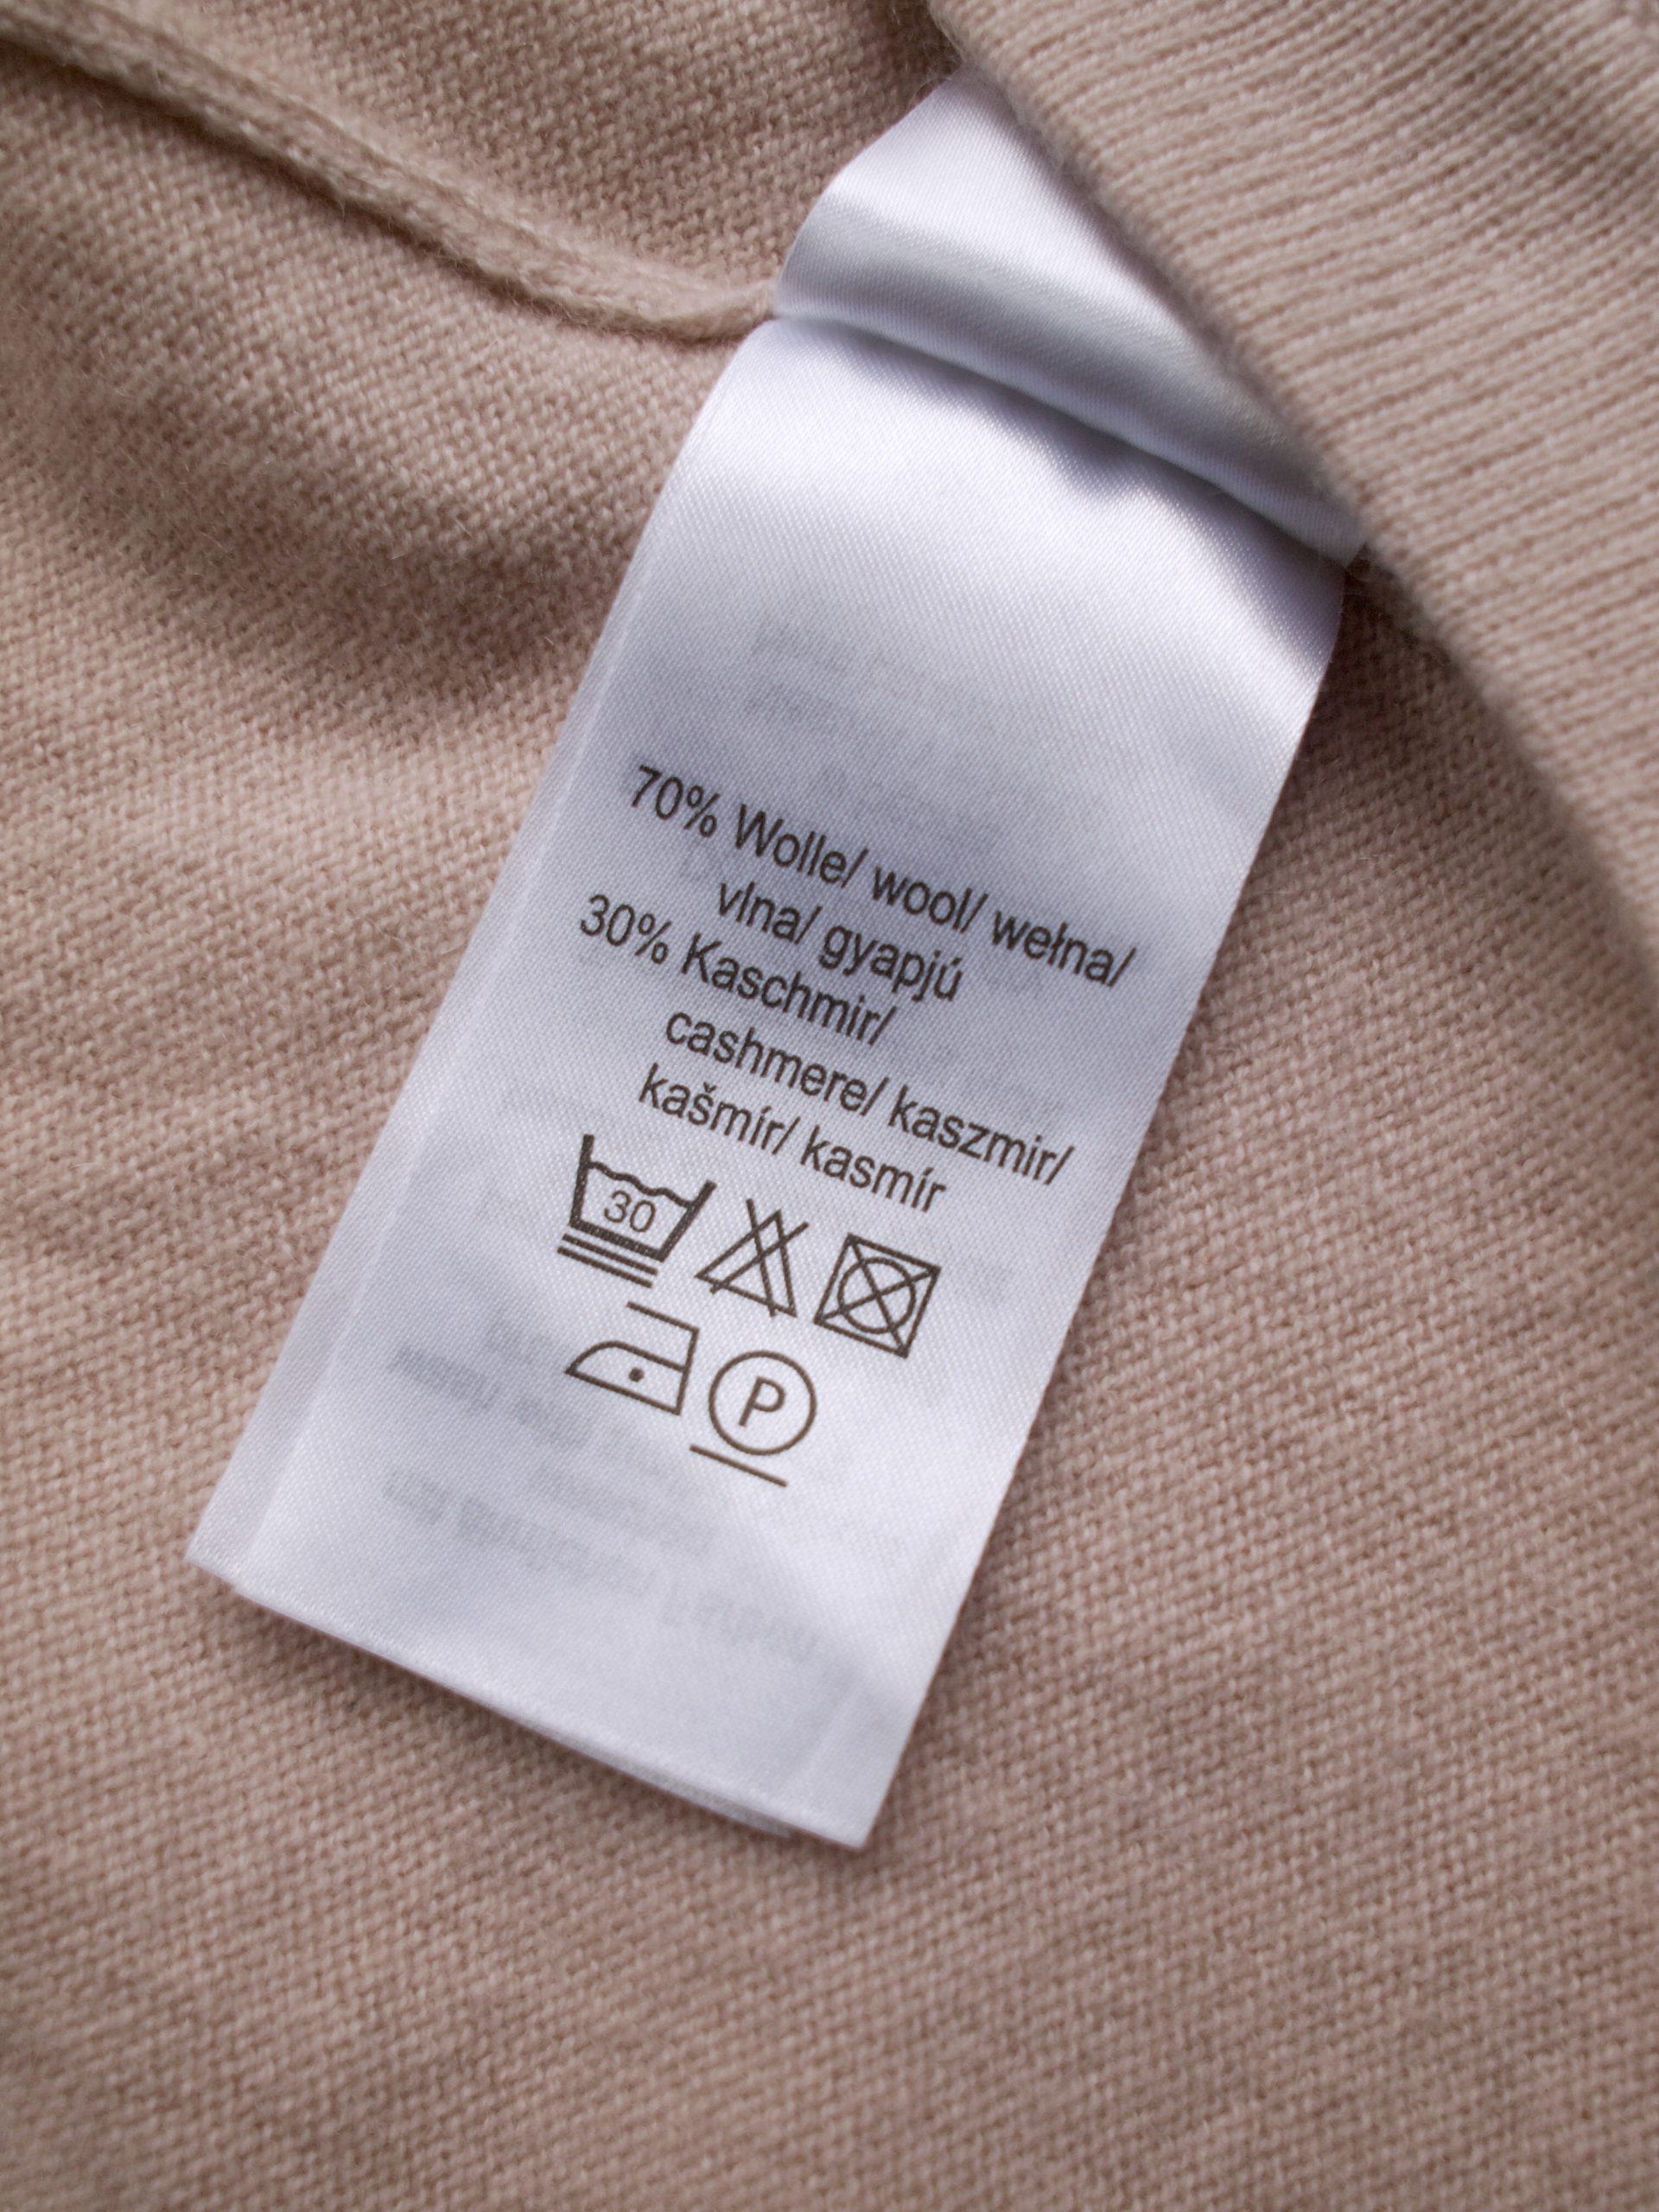 70% Wolle/ wool/ wełna/
vlna/ gyapjú
30% Kaschmir/
cashmere/ kaszmir/
kašmír/ kasmír
30
P